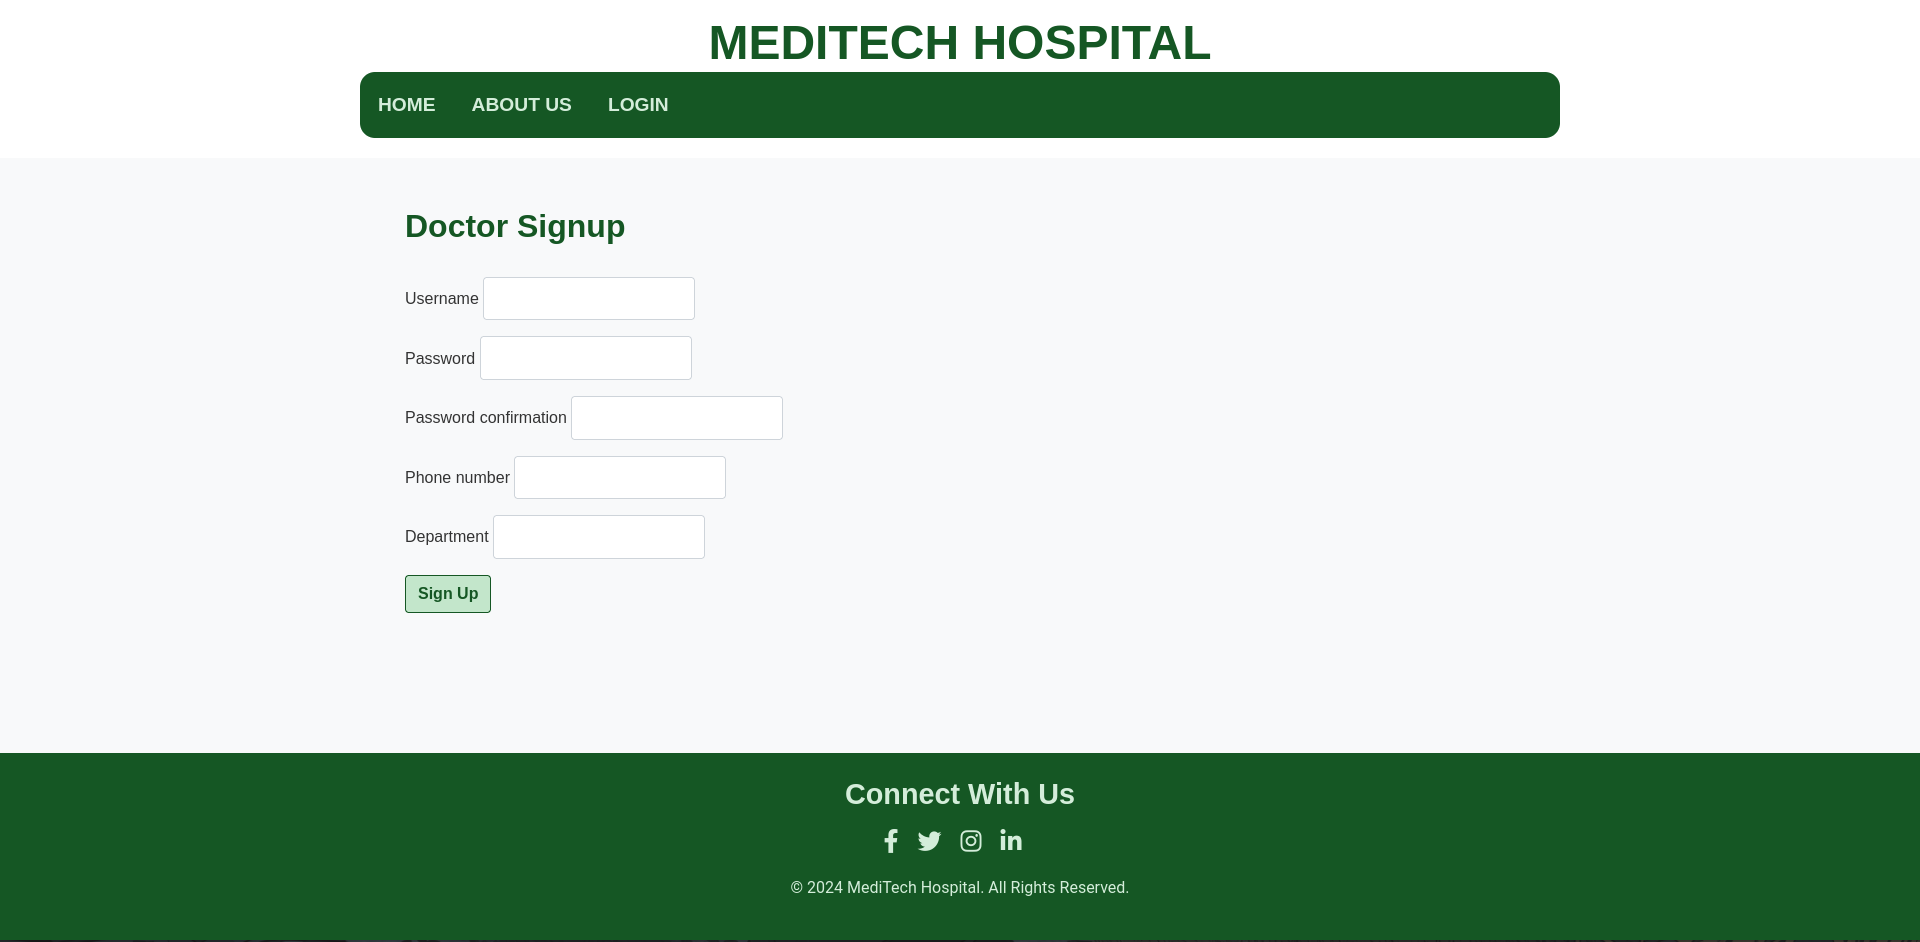 MEDITECH HOSPITAL
HOME ABOUT US LOGIN
Doctor Signup
Username
Password
Password confirmation
Phone number
Department
Sign Up
Connect With Us
© 2024 MediTech Hospital. All Rights Reserved.